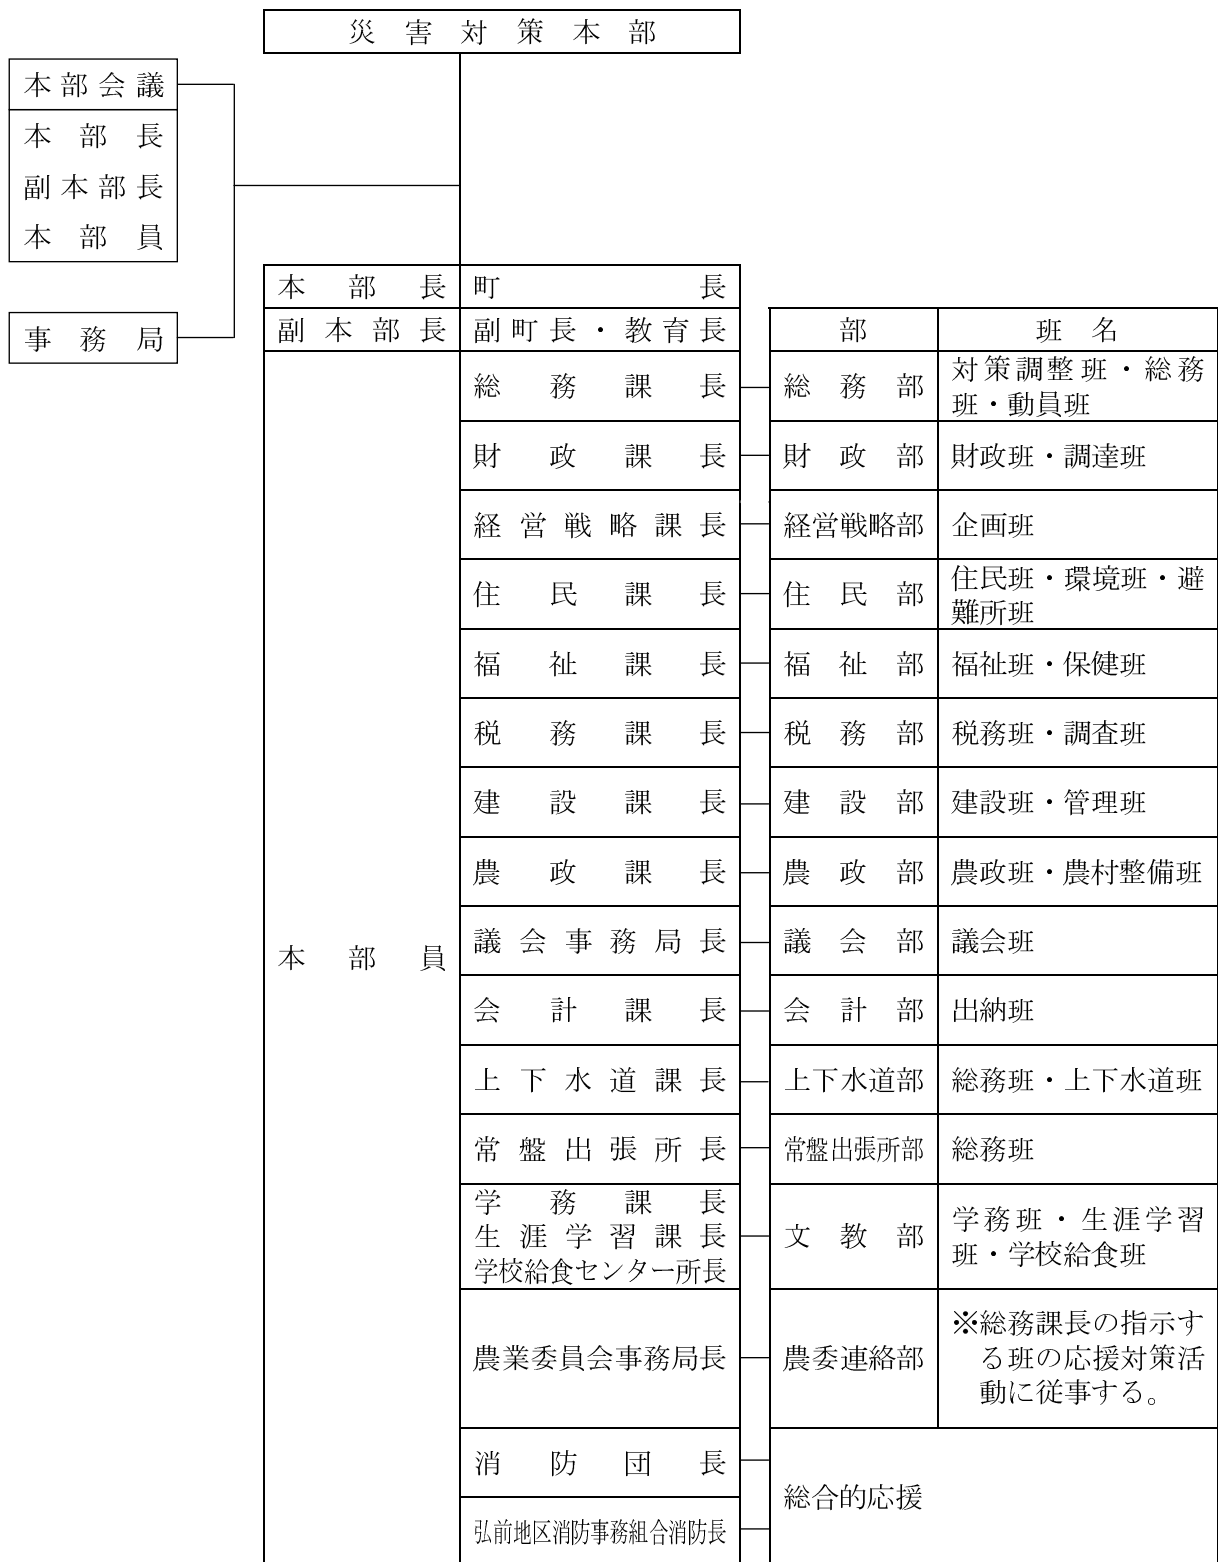 災害対策本部
本部会議
本部長
副本部長
本部員
事務局
本部長 町長
副本部長 副町長・教育長 部 班名
本部員
総務課長 総務部 対策調整班・総務
班・動員班
財政課長 財政部 財政班・調達班
経営戦略課長 経営戦略部 企画班
住民課長 住民部 住民班・環境班・避
難所班
福祉課長 福祉部 福祉班・保健班
税務課長 税務部 税務班・調査班
建設課長 建設部 建設班・管理班
農政課長 農政部 農政班・農村整備班
議会事務局長 議会部 議会班
会計課長 会計部 出納班
上下水道課長 上下水道部 総務班・上下水道班
常盤出張所長 常盤出張所部 総務班
学務課長
生涯学習課長
学校給食センター所長
文教部
学務班・生涯学習
班・学校給食班
農業委員会事務局長 農委連絡部
※総務課長の指示す
る班の応援対策活
動に従事する。
消防団長
弘前地区消防事務組合消防長
総合的応援